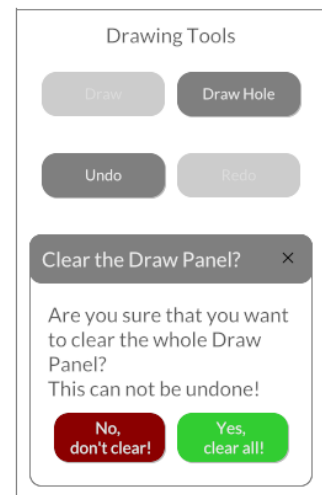 Drawing Tools
Draw Draw Hole
Undo Redo
Clear the Draw Panel? ×
Are you sure that you want
to clear the whole Draw
Panel?
This can not be undone!
No,
don't clear!
Yes,
clear all!